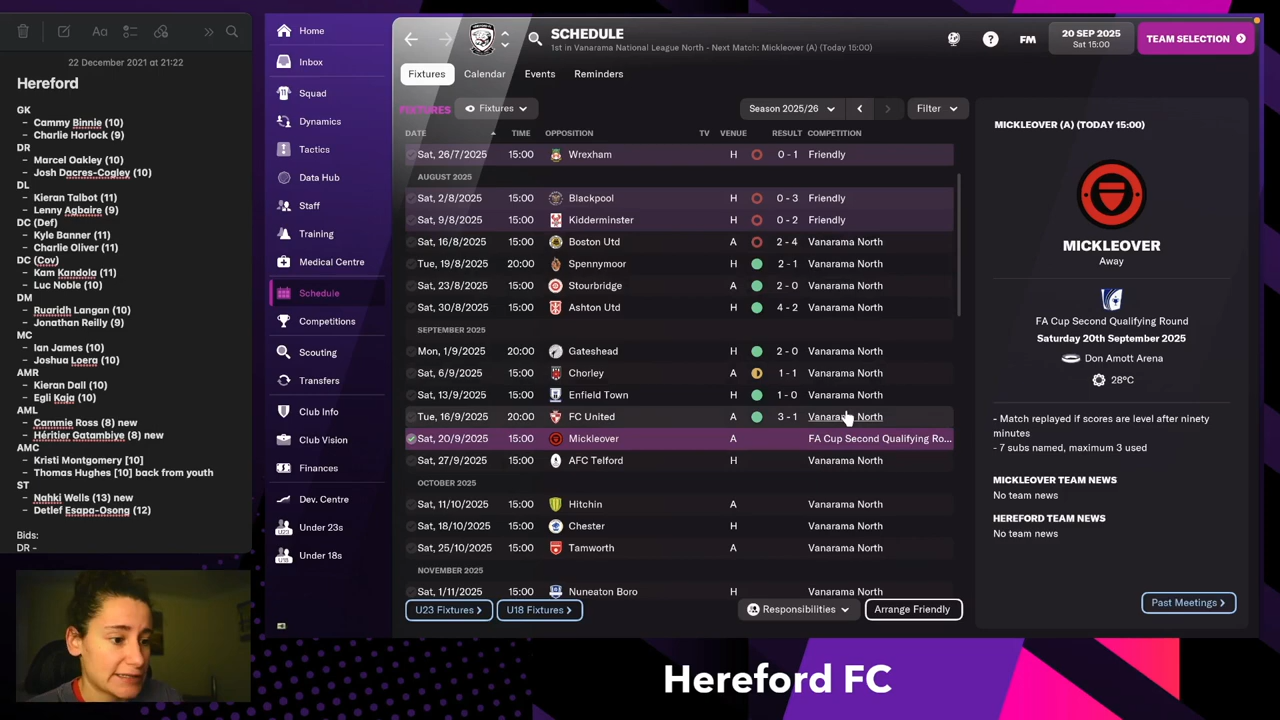 22 December 2021 at 21:22
Hereford
GK
- Cammy Binnie (10)
- Charlie Horlock (9)
DR
- Marcel Oakley (10)
- Josh Dacres-Cogley (10)
DL
- Kieran Talbot (11)
- Lenny Agbaire (9)
DC (Def)
- Kyle Banner (11)
- Charlie Oliver (11)
DC (Cov)
- Kam Kandola (11)
- Luc Noble (10)
DM
- Ruaridh Langan (10)
- Jonathan Reilly (9)
MC
- Ian James (10)
- Joshua Loera (10)
AMR
- Kieran Dall (10)
- Egli Kaja (10)
AML
- Cammie Ross (8) new
- Héritier Gatambiye (8) new
AMC
- Kristi Montgomery [10]
- Thomas Hughes [10] back from youth
ST
- Nahki Wells (13) new
- Detlef Esapa-Osong (12)
Bids:
DR -
Home
Inbox
Squad
Dynamics
Tactics
Data Hub
Staff
Training
Medical Centre
Schedule
Competitions
Scouting
Transfers
Club Info
Club Vision
Finances
Dev. Centre
Under 23s
Under 18s
SCHEDULE
1st in Vanarama National League North - Next Match: Mickleover (A) (Today 15:00)
FM
20 SEP 2025
Sat 15:00
TEAM SELECTION
Fixtures Calendar Events Reminders
FIXTURES Fixtures Season 2025/26 Filter
DATE TIME OPPOSITION TV VENUE RESULT COMPETITION
Sat, 26/7/2025 15:00 Wrexham H 0 - 1 Friendly
AUGUST 2025
Sat, 2/8/2025 15:00 Blackpool H 0 - 3 Friendly
Sat, 9/8/2025 15:00 Kidderminster H 0 - 2 Friendly
Sat, 16/8/2025 15:00 Boston Utd A 2 - 4 Vanarama North
Tue, 19/8/2025 20:00 Spennymoor H 2 - 1 Vanarama North
Sat, 23/8/2025 15:00 Stourbridge A 2 - 0 Vanarama North
Sat, 30/8/2025 15:00 Ashton Utd H 4 - 2 Vanarama North
SEPTEMBER 2025
Mon, 1/9/2025 20:00 Gateshead H 2 - 0 Vanarama North
Sat, 6/9/2025 15:00 Chorley A 1 - 1 Vanarama North
Sat, 13/9/2025 15:00 Enfield Town H 1 - 0 Vanarama North
Tue, 16/9/2025 20:00 FC United A 3 - 1 Vanarama North
Sat, 20/9/2025 15:00 Mickleover A FA Cup Second Qualifying Ro...
Sat, 27/9/2025 15:00 AFC Telford H Vanarama North
OCTOBER 2025
Sat, 11/10/2025 15:00 Hitchin A Vanarama North
Sat, 18/10/2025 15:00 Chester H Vanarama North
Sat, 25/10/2025 15:00 Tamworth A Vanarama North
NOVEMBER 2025
Sat, 1/11/2025 15:00 Nuneaton Boro H Vanarama North
U23 Fixtures U18 Fixtures Responsibilities Arrange Friendly
MICKLEOVER (A) (TODAY 15:00)
MICKLEOVER
Away
FA Cup Second Qualifying Round
Saturday 20th September 2025
Don Amott Arena
28°C
- Match replayed if scores are level after ninety
minutes
- 7 subs named, maximum 3 used
MICKLEOVER TEAM NEWS
No team news
HEREFORD TEAM NEWS
No team news
Past Meetings
Hereford FC